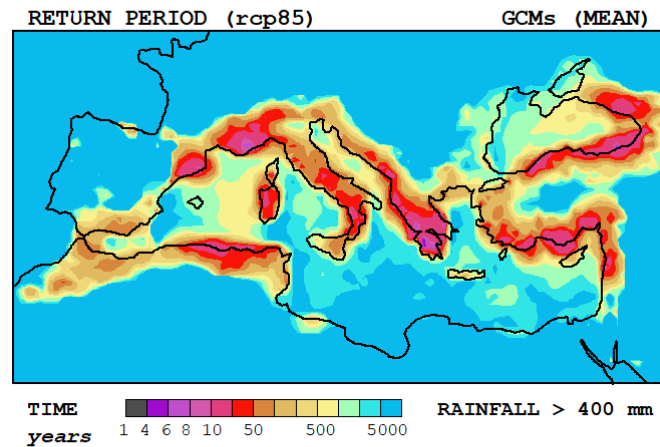 RETURN PERIOD (rcp85) GCMs (MEAN)
TIME 1 4 6 8 10 50 500 5000 RAINFALL > 400 mm
years